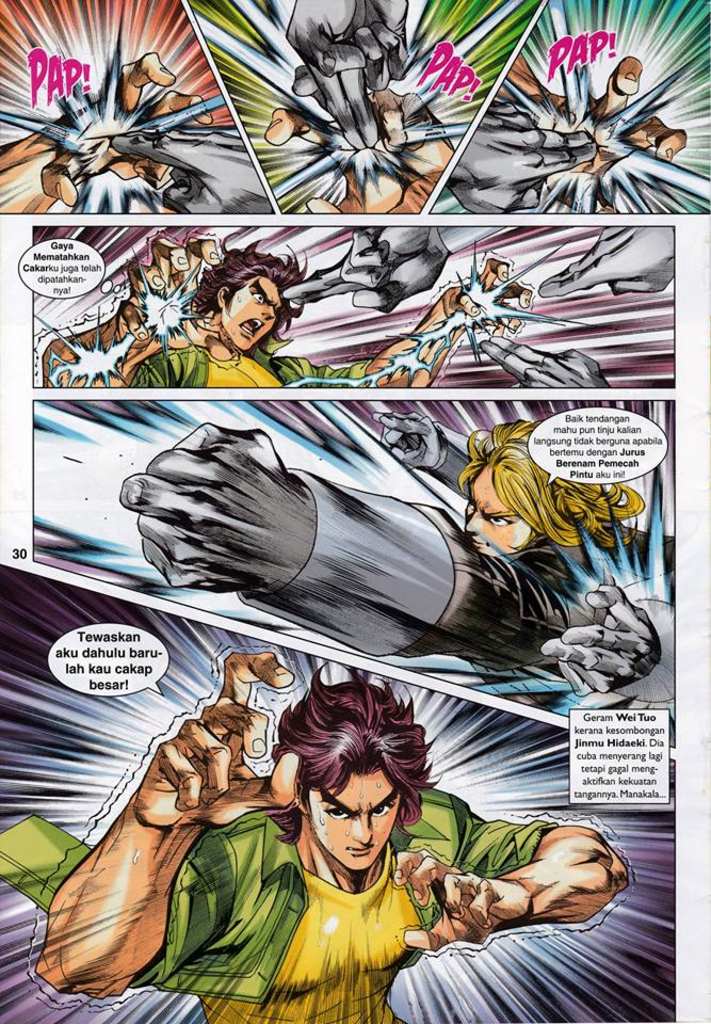 PAP!
PAP!
PAP!
Gaya
Mematahkan
Cakarku juga telah
dipatahkan-
nya!
Baik tendangan
mahu pun tinju kalian
langsung tidak berguna apabila
bertemu dengan Jurus
Berenam Pemecah
Pintu aku ini!
30
Tewaskan
aku dahulu baru-
lah kau cakap
besar!
Geram Wei Tuo
kerana kesombongan
Jinmu Hidaeki. Dia
cuba menyerang lagi
tetapi gagal meng-
aktifkan kekuatan
tangannya. Manakala...